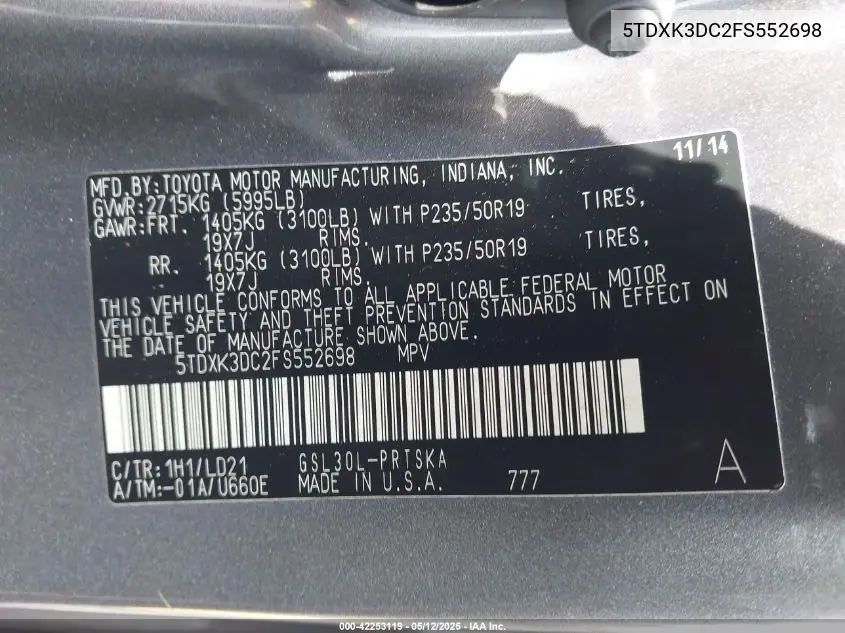 5TDXK3DC2FS552698
11/14
MFD.BY:TOYOTA MOTOR MANUFACTURING, INDIANA, INC.
GVWR:2715KG (5995LB)
GAWR:FRT. 1405KG (3100LB) WITH P235/50R19 TIRES,
19X7J RIMS.
RR. 1405KG (3100LB) WITH P235/50R19 TIRES,
19X7J RIMS.
THIS VEHICLE CONFORMS TO ALL APPLICABLE FEDERAL MOTOR
VEHICLE SAFETY AND THEFT PREVENTION STANDARDS IN EFFECT ON
THE DATE OF MANUFACTURE SHOWN ABOVE.
5TDXK3DC2FS552698 MPV
C/TR:1H1/LD21 GSL30L-PRTSKA
A/TM:-01A/U660E MADE IN U.S.A. 777
A
000-42253119 - 05/12/2025 - IAA Inc.